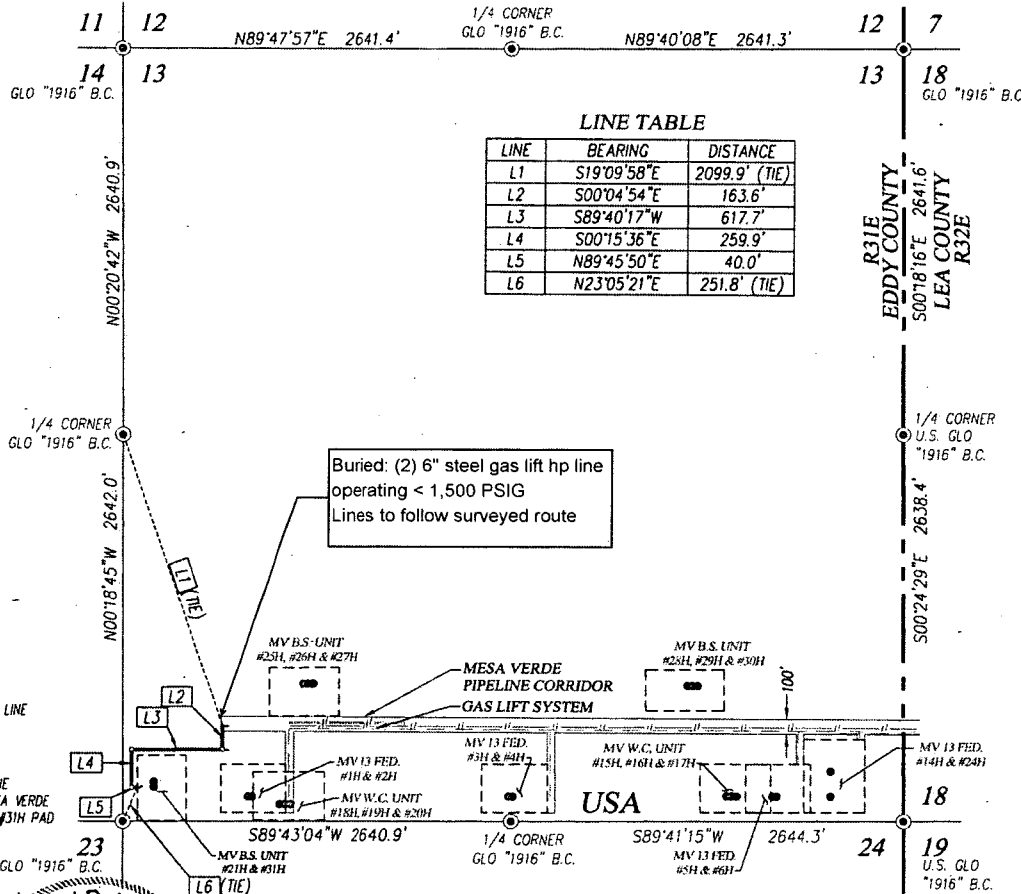 11 12
1/4 CORNER
GLO "1916" B.C.
12 7
N89°47'57"E 2641.4'
N89°40'08"E 2641.3'
14 13
13 18
GLO "1916" B.C.
GLO "1916" B.C.
LINE TABLE
LINE BEARING DISTANCE
L1 S19°09'58"E 2099.9' (TIE)
L2 S00°04'54"E 163.6'
L3 S89°40'17"W 617.7'
L4 S00°15'36"E 259.9'
L5 N89°45'50"E 40.0'
L6 N23°05'21"E 251.8' (TIE)
N00°20'42"W 2640.9'
R31E
EDDY COUNTY
S00°18'16"E 2641.6'
LEA COUNTY
R32E
1/4 CORNER
GLO "1916" B.C.
1/4 CORNER
U.S. GLO
"1916" B.C.
Buried: (2) 6" steel gas lift hp line
operating < 1,500 PSIG
Lines to follow surveyed route
N00°18'45"W 2642.0'
S00°24'29"E 2638.4'
L1 (TIE)
MV B.S. UNIT
#25H, #26H & #27H
MV B.S. UNIT
#28H, #29H & #30H
MESA VERDE
PIPELINE CORRIDOR
GAS LIFT SYSTEM
100'
LINE
L2
L3
L4
L5
MV 13 FED.
#1H & #2H
MV 13 FED.
#3H & #4H
MV W.C. UNIT
#15H, #16H & #17H
MV 13 FED.
#14H & #24H
MV W.C. UNIT
#18H, #19H & #20H
USA
18
VERDE
#31H PAD
S89°43'04"W 2640.9'
S89°41'15"W 2644.3'
23
1/4 CORNER
GLO "1916" B.C.
24 19
GLO "1916" B.C.
MV B.S. UNIT
#21H & #31H
MV 13 FED.
#5H & #6H
U.S. GLO
"1916" B.C.
L6 (TIE)